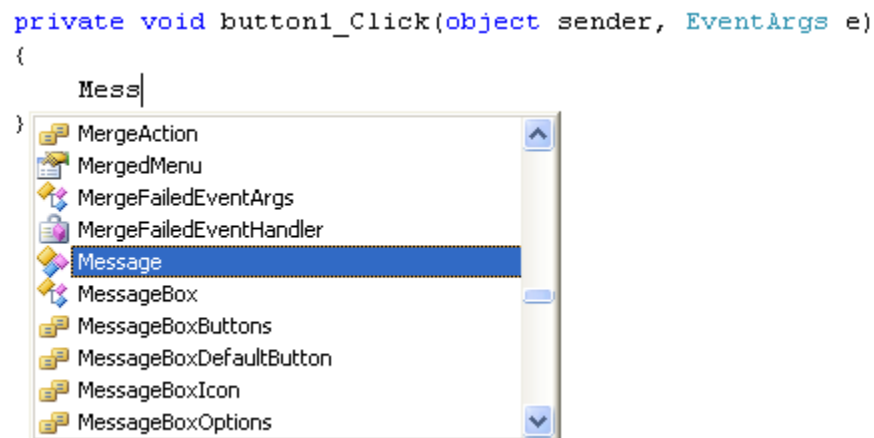 private void button1_Click(object sender, EventArgs e)
{
Mess
}
MergeAction
MergedMenu
MergeFailedEventArgs
MergeFailedEventHandler
Message
MessageBox
MessageBoxButtons
MessageBoxDefaultButton
MessageBoxIcon
MessageBoxOptions